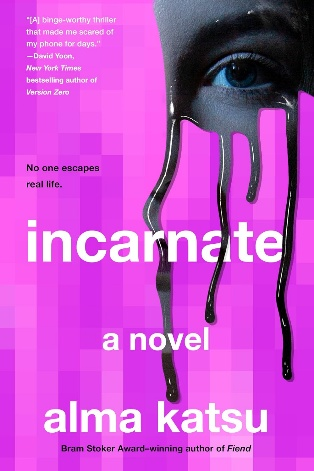 "[A] binge-worthy thriller
that made me scared of
my phone for days."
—David Yoon,
New York Times
bestselling author of
Version Zero
No one escapes
real life.
incarnate
a novel
alma katsu
Bram Stoker Award–winning author of Fiend